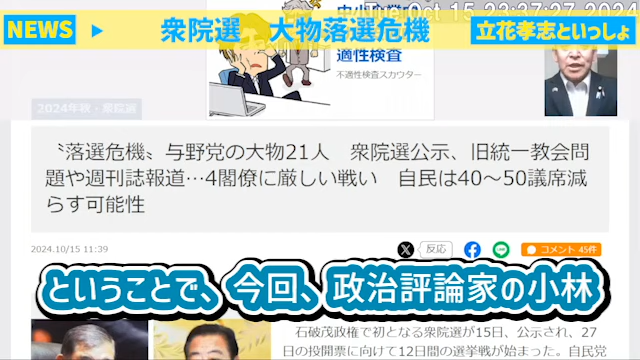 NEWS ▶ 衆院選 大物落選危機 立花孝志といっしょ
Tue Oct 15 23:37:27 2024
適性検査
不適性検査スカウター
2024年秋・衆院選
〝落選危機〟与野党の大物21人 衆院選公示、旧統一教会問
題や週刊誌報道…4閣僚に厳しい戦い 自民は40〜50議席減
らす可能性
2024.10/15 11:39
X 反応 コメント 45件
ということで、今回、政治評論家の小林
石破茂政権で初となる衆院選が15日、公示され、27
日の投開票に向けて12日間の選挙戦が始まった。自民党